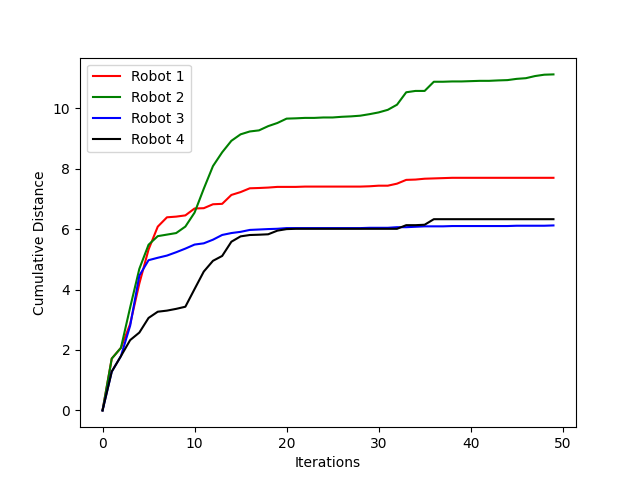 Robot 1
Robot 2
Robot 3
Robot 4
10
8
6
4
2
0
Cumulative Distance
0 10 20 30 40 50
Iterations